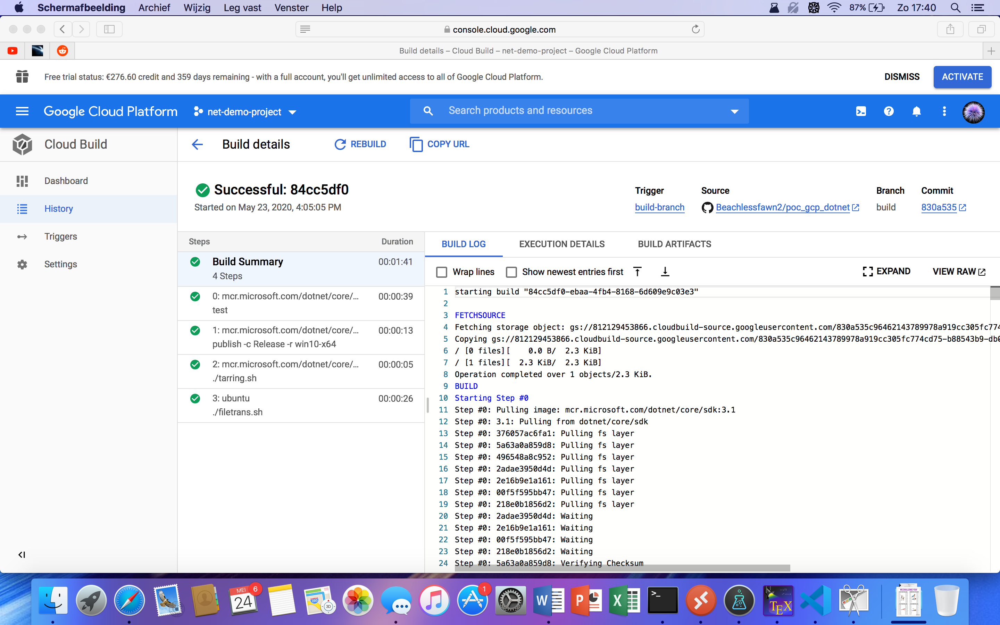 Schermafbeelding Archief Wijzig Leg vast Venster Help 87% Zo 17:40
console.cloud.google.com
Build details – Cloud Build – net-demo-project – Google Cloud Platform
Free trial status: €276.60 credit and 359 days remaining - with a full account, you'll get unlimited access to all of Google Cloud Platform. DISMISS ACTIVATE
Google Cloud Platform net-demo-project Search products and resources
Cloud Build
Build details REBUILD COPY URL
Dashboard
History
Triggers
Settings
Successful: 84cc5df0
Started on May 23, 2020, 4:05:05 PM
Trigger Source Branch Commit
build-branch Beachlessfawn2/poc_gcp_dotnet build 830a535
Steps Duration
Build Summary 00:01:41
4 Steps
0: mcr.microsoft.com/dotnet/core/... 00:00:39
test
1: mcr.microsoft.com/dotnet/core/... 00:00:13
publish -c Release -r win10-x64
2: mcr.microsoft.com/dotnet/core/... 00:00:05
./tarring.sh
3: ubuntu 00:00:26
./filetrans.sh
BUILD LOG EXECUTION DETAILS BUILD ARTIFACTS
Wrap lines Show newest entries first EXPAND VIEW RAW
1 starting build "84cc5df0-ebaa-4fb4-8168-6d609e9c03e3"
2
3 FETCHSOURCE
4 Fetching storage object: gs://812129453866.cloudbuild-source.googleusercontent.com/830a535c96462143789978a919cc305fc774
5 Copying gs://812129453866.cloudbuild-source.googleusercontent.com/830a535c96462143789978a919cc305fc774cd75-b88543b9-db0
6 / [0 files][ 0.0 B/ 2.3 KiB]
7 / [1 files][ 2.3 KiB/ 2.3 KiB]
8 Operation completed over 1 objects/2.3 KiB.
9 BUILD
10 Starting Step #0
11 Step #0: Pulling image: mcr.microsoft.com/dotnet/core/sdk:3.1
12 Step #0: 3.1: Pulling from dotnet/core/sdk
13 Step #0: 376057ac6fa1: Pulling fs layer
14 Step #0: 5a63a0a859d8: Pulling fs layer
15 Step #0: 496548a8c952: Pulling fs layer
16 Step #0: 2adae3950d4d: Pulling fs layer
17 Step #0: 2e16b9e1a161: Pulling fs layer
18 Step #0: 00f5f595bb47: Pulling fs layer
19 Step #0: 218e0b1856d2: Pulling fs layer
20 Step #0: 2adae3950d4d: Waiting
21 Step #0: 2e16b9e1a161: Waiting
22 Step #0: 00f5f595bb47: Waiting
23 Step #0: 218e0b1856d2: Waiting
24 Step #0: 5a63a0a859d8: Verifying Checksum
MEI 24 6
280 3D
1
W P X >_ TEX
WE CHALLENGE YOU!